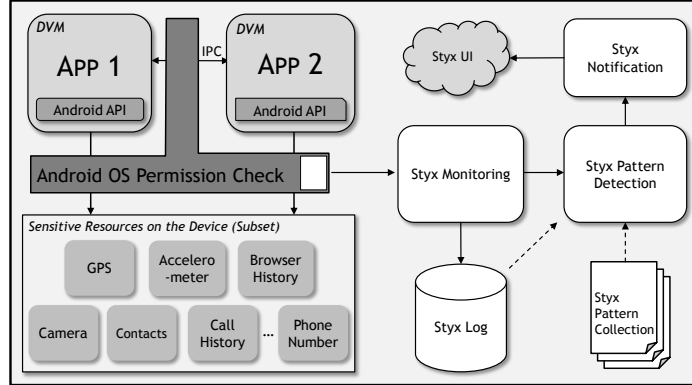 DVM
APP 1
Android API
IPC
DVM
APP 2
Android API
Android OS Permission Check
Sensitive Resources on the Device (Subset)
GPS
Accelero
-meter
Browser
History
Camera
Contacts
Call
History
...
Phone
Number
Styx UI
Styx
Notification
Styx Monitoring
Styx Pattern
Detection
Styx Log
Styx
Pattern
Collection